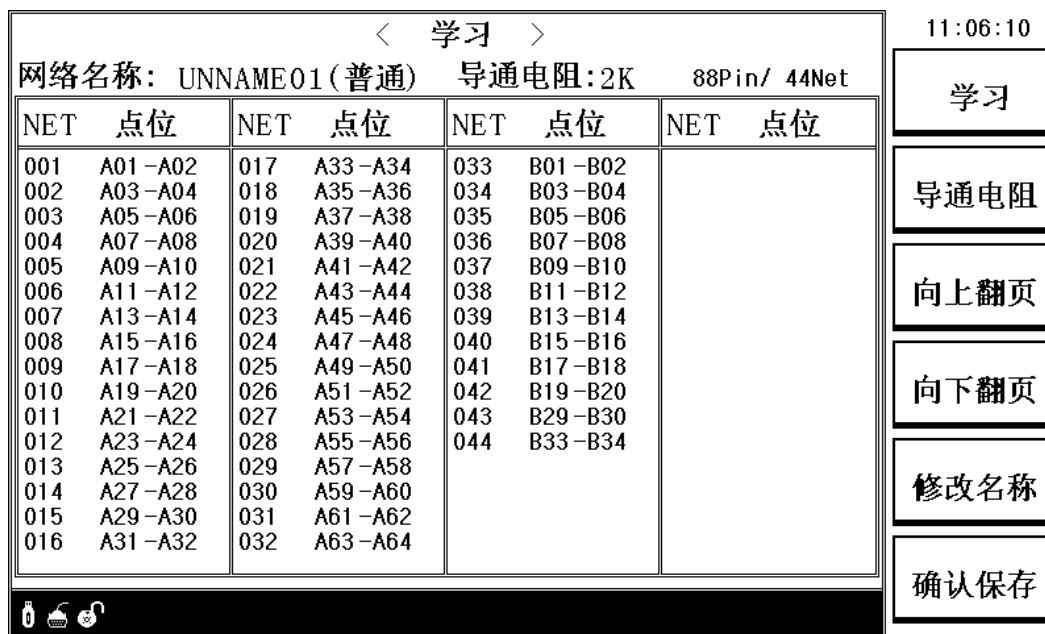 < 学习 >
11:06:10
网络名称: UNNAME01(普通) 导通电阻:2K 88Pin/ 44Net
NET 点位 NET 点位 NET 点位 NET 点位
001 A01-A02 017 A33-A34 033 B01-B02
002 A03-A04 018 A35-A36 034 B03-B04
003 A05-A06 019 A37-A38 035 B05-B06
004 A07-A08 020 A39-A40 036 B07-B08
005 A09-A10 021 A41-A42 037 B09-B10
006 A11-A12 022 A43-A44 038 B11-B12
007 A13-A14 023 A45-A46 039 B13-B14
008 A15-A16 024 A47-A48 040 B15-B16
009 A17-A18 025 A49-A50 041 B17-B18
010 A19-A20 026 A51-A52 042 B19-B20
011 A21-A22 027 A53-A54 043 B29-B30
012 A23-A24 028 A55-A56 044 B33-B34
013 A25-A26 029 A57-A58
014 A27-A28 030 A59-A60
015 A29-A30 031 A61-A62
016 A31-A32 032 A63-A64
学习
导通电阻
向上翻页
向下翻页
修改名称
确认保存